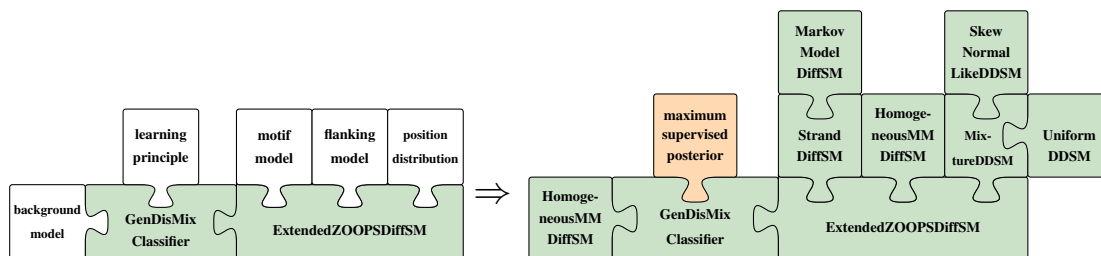 learning
principle
motif
model
flanking
model
position
distribution
background
model
GenDisMix
Classifier
ExtendedZOOPSDiffSM
⇒
Markov
Model
DiffSM
Skew
Normal
LikeDDSM
maximum
supervised
posterior
Strand
DiffSM
Homoge-
neousMM
DiffSM
Mix-
tureDDSM
Uniform
DDSM
Homoge-
neousMM
DiffSM
GenDisMix
Classifier
ExtendedZOOPSDiffSM